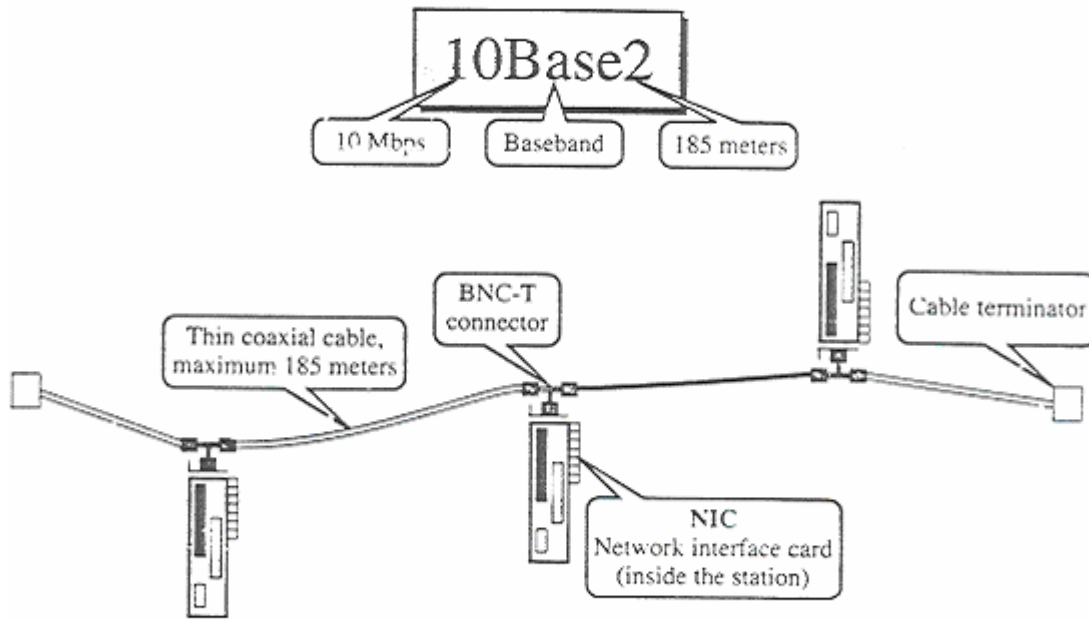 10Base2
10 Mbps
Baseband
185 meters
BNC-T
connector
Cable terminator
Thin coaxial cable,
maximum 185 meters
NIC
Network interface card
(inside the station)